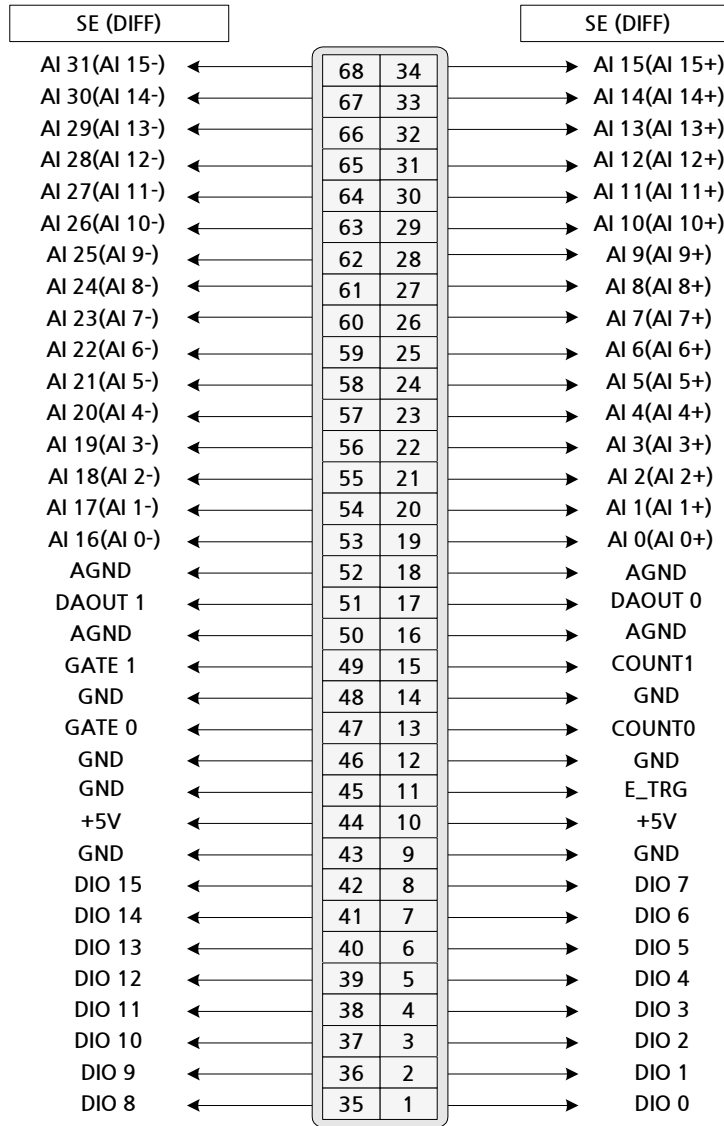 SE (DIFF) SE (DIFF)
AI 31(AI 15-) 68 34 AI 15(AI 15+)
AI 30(AI 14-) 67 33 AI 14(AI 14+)
AI 29(AI 13-) 66 32 AI 13(AI 13+)
AI 28(AI 12-) 65 31 AI 12(AI 12+)
AI 27(AI 11-) 64 30 AI 11(AI 11+)
AI 26(AI 10-) 63 29 AI 10(AI 10+)
AI 25(AI 9-) 62 28 AI 9(AI 9+)
AI 24(AI 8-) 61 27 AI 8(AI 8+)
AI 23(AI 7-) 60 26 AI 7(AI 7+)
AI 22(AI 6-) 59 25 AI 6(AI 6+)
AI 21(AI 5-) 58 24 AI 5(AI 5+)
AI 20(AI 4-) 57 23 AI 4(AI 4+)
AI 19(AI 3-) 56 22 AI 3(AI 3+)
AI 18(AI 2-) 55 21 AI 2(AI 2+)
AI 17(AI 1-) 54 20 AI 1(AI 1+)
AI 16(AI 0-) 53 19 AI 0(AI 0+)
AGND 52 18 AGND
DAOUT 1 51 17 DAOUT 0
AGND 50 16 AGND
GATE 1 49 15 COUNT1
GND 48 14 GND
GATE 0 47 13 COUNT0
GND 46 12 GND
GND 45 11 E_TRG
+5V 44 10 +5V
GND 43 9 GND
DIO 15 42 8 DIO 7
DIO 14 41 7 DIO 6
DIO 13 40 6 DIO 5
DIO 12 39 5 DIO 4
DIO 11 38 4 DIO 3
DIO 10 37 3 DIO 2
DIO 9 36 2 DIO 1
DIO 8 35 1 DIO 0